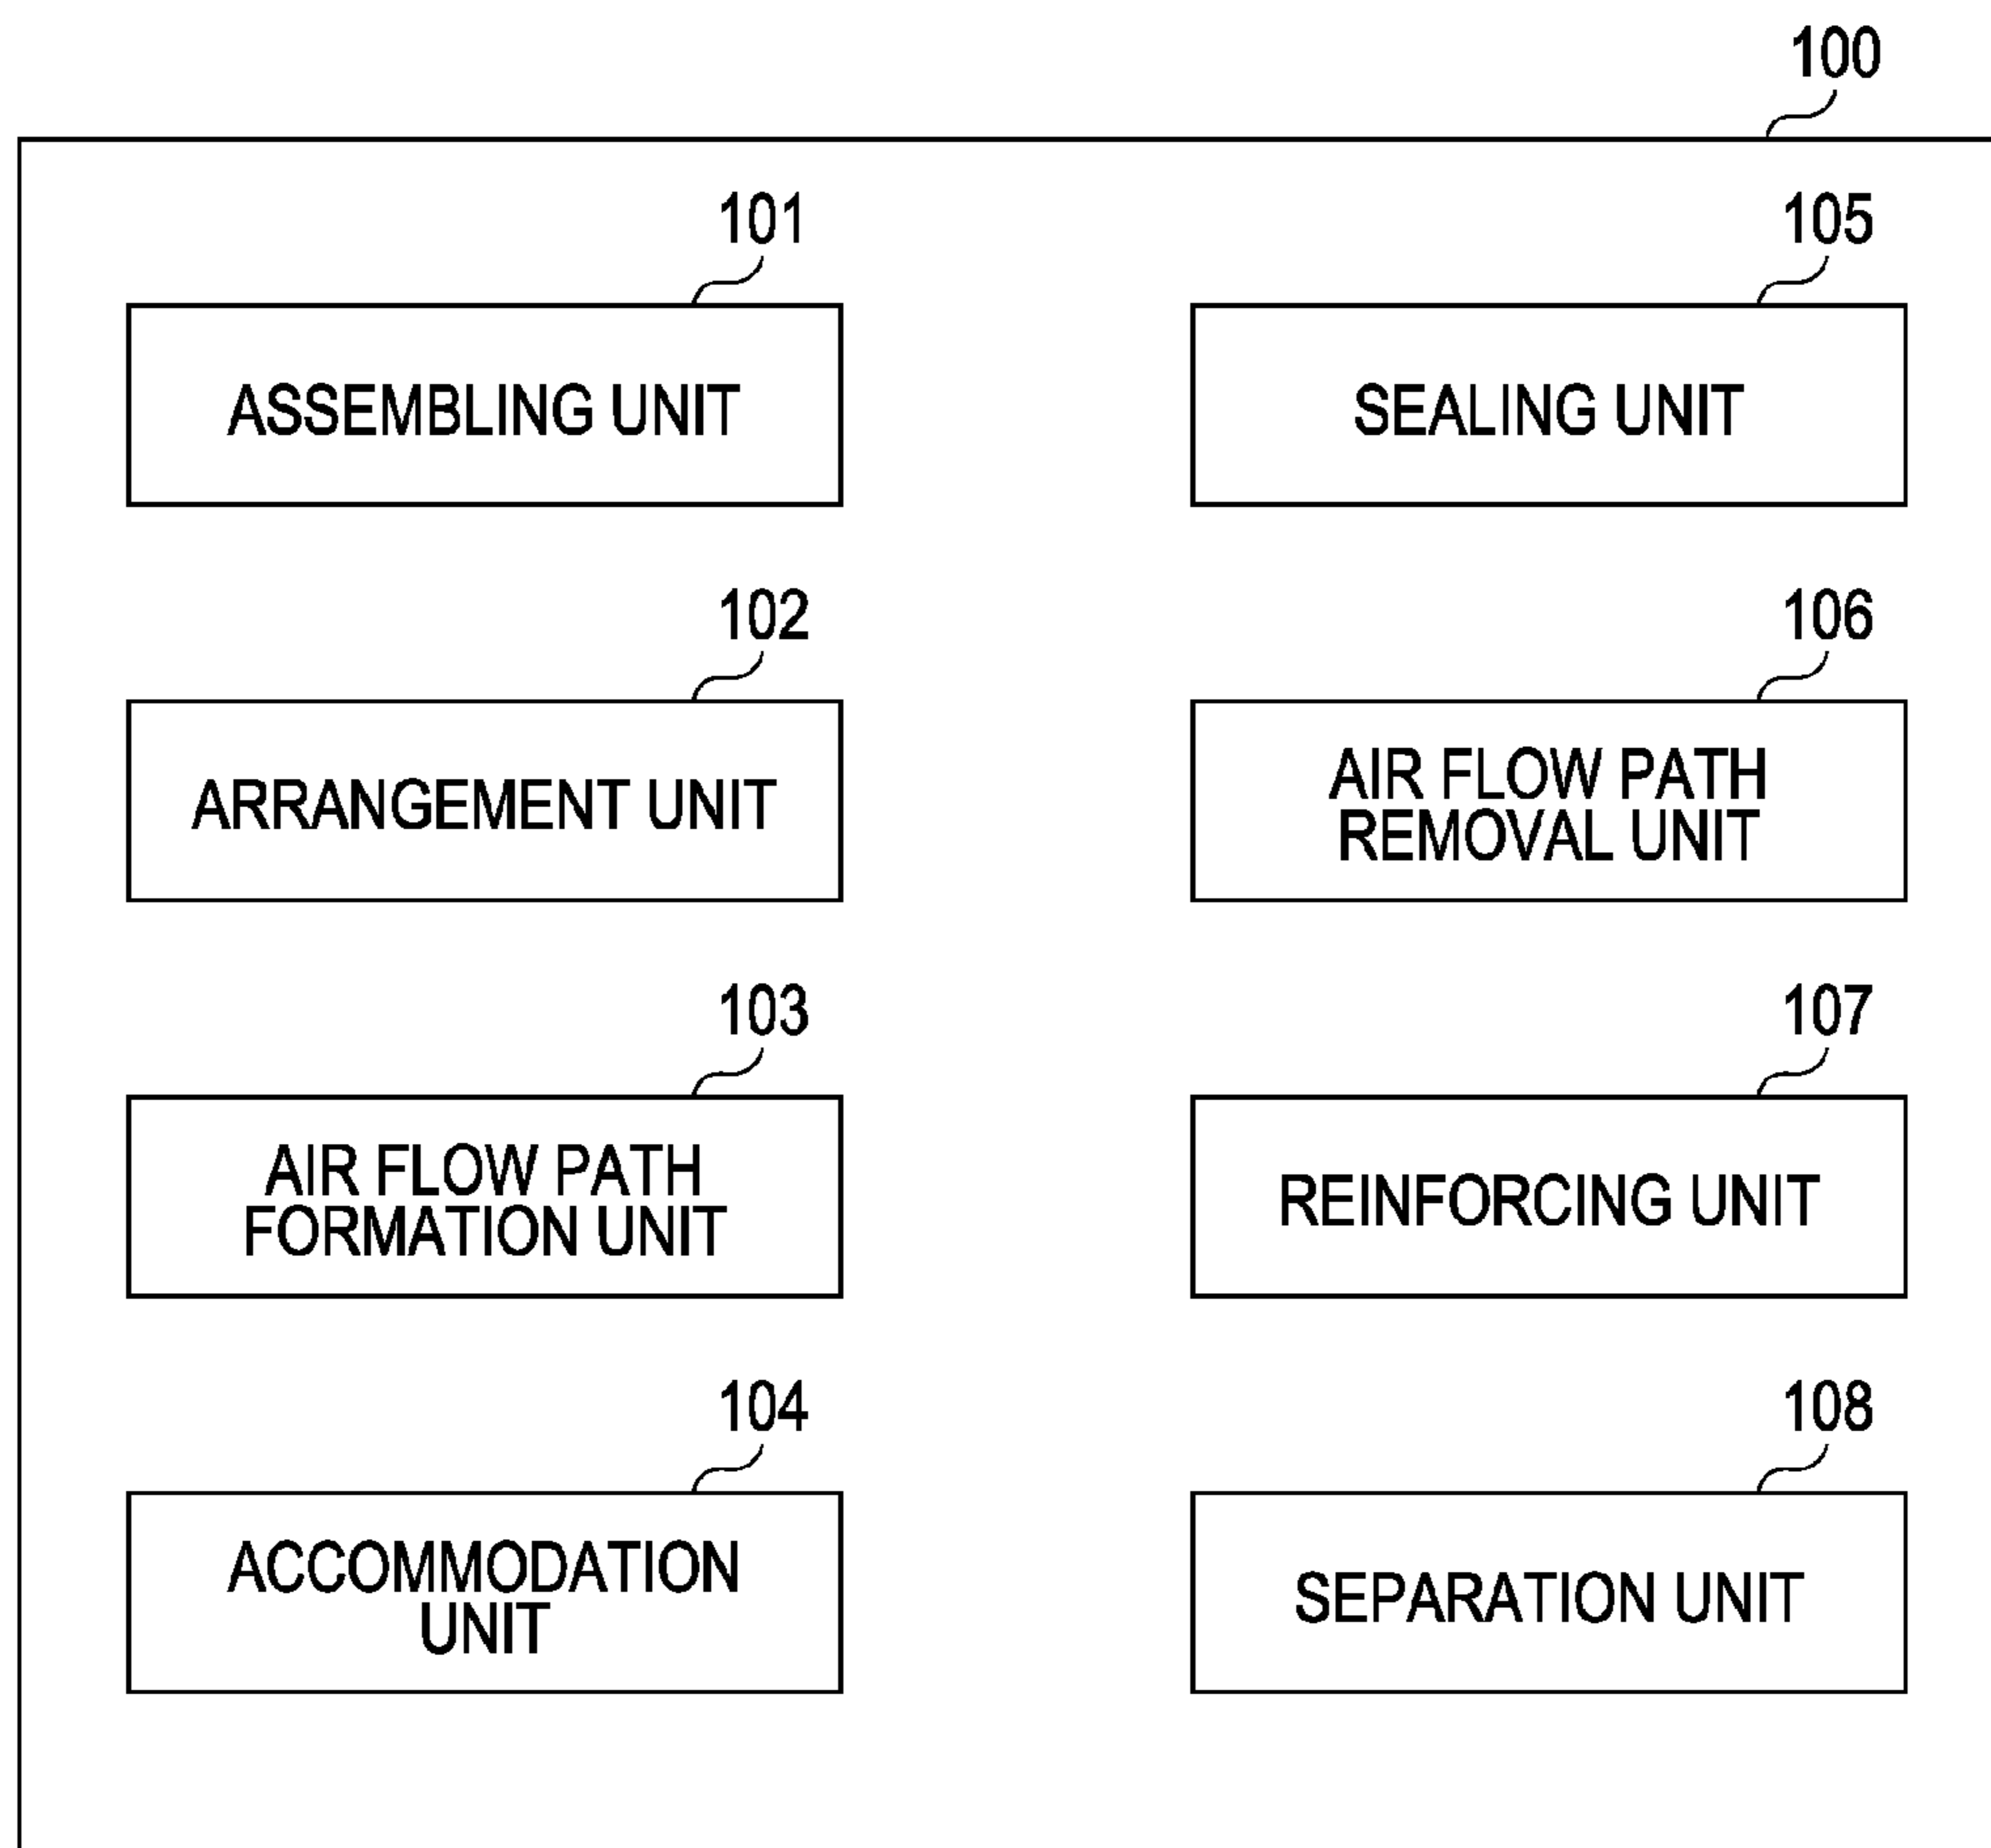 100
101
ASSEMBLING UNIT
105
SEALING UNIT
102
ARRANGEMENT UNIT
106
AIR FLOW PATH
REMOVAL UNIT
103
AIR FLOW PATH
FORMATION UNIT
107
REINFORCING UNIT
104
ACCOMMODATION
UNIT
108
SEPARATION UNIT